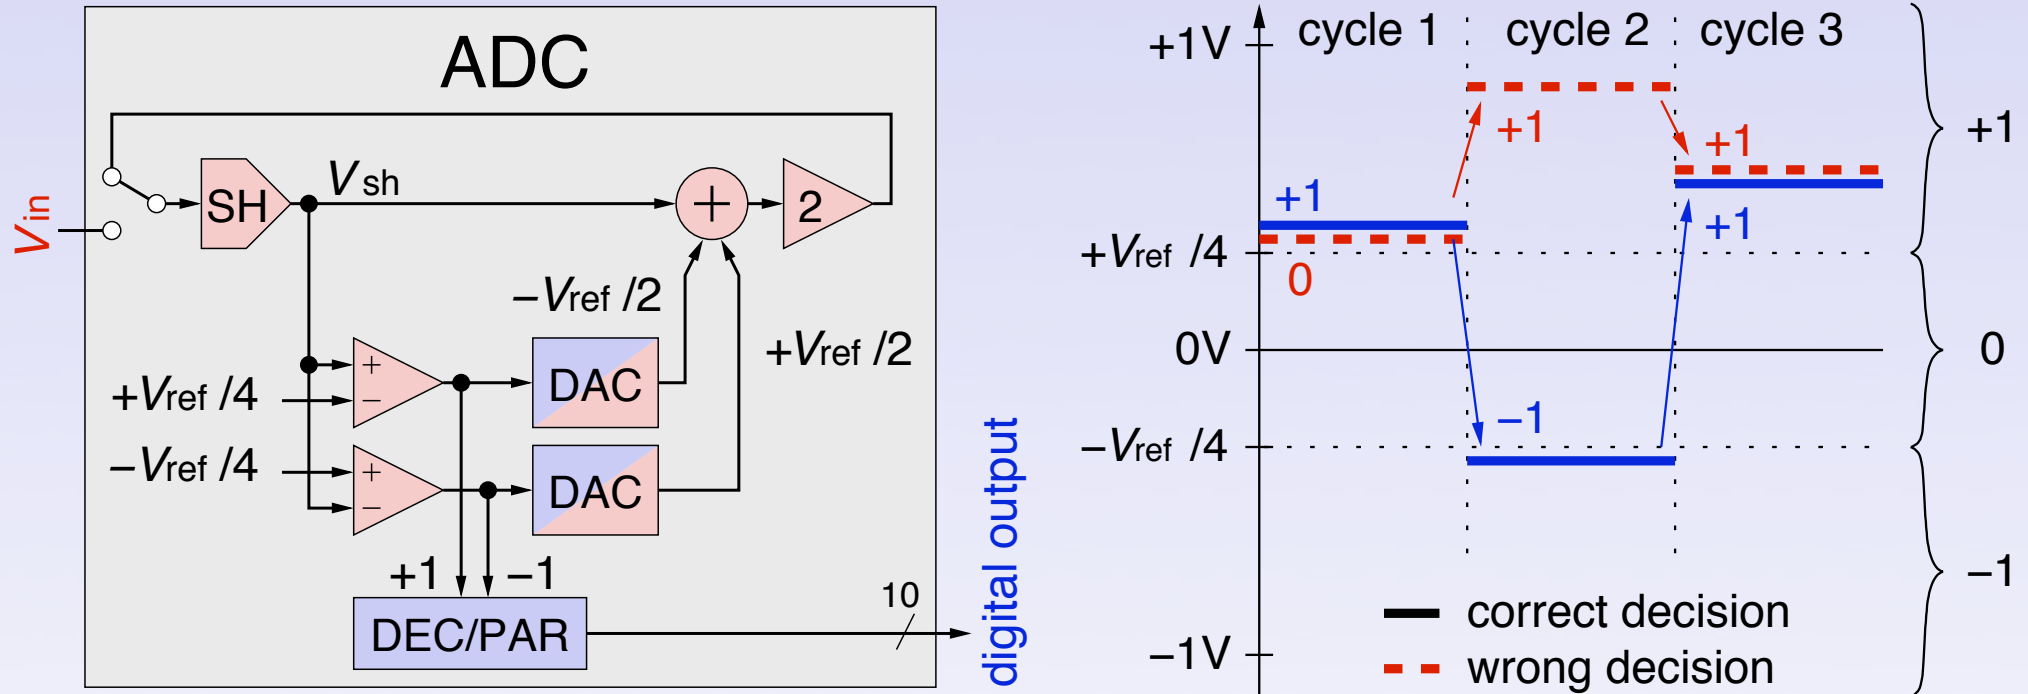 ADC
Vin
SH
Vsh
+
2
−Vref /2
+Vref /2
+Vref /4
−Vref /4
+
−
+
−
DAC
DAC
+1
−1
DEC/PAR
10
digital output
cycle 1
cycle 2
cycle 3
+1V
+Vref /4
0V
−Vref /4
−1V
+1
0
+1
−1
+1
+1
+1
0
−1
correct decision
wrong decision